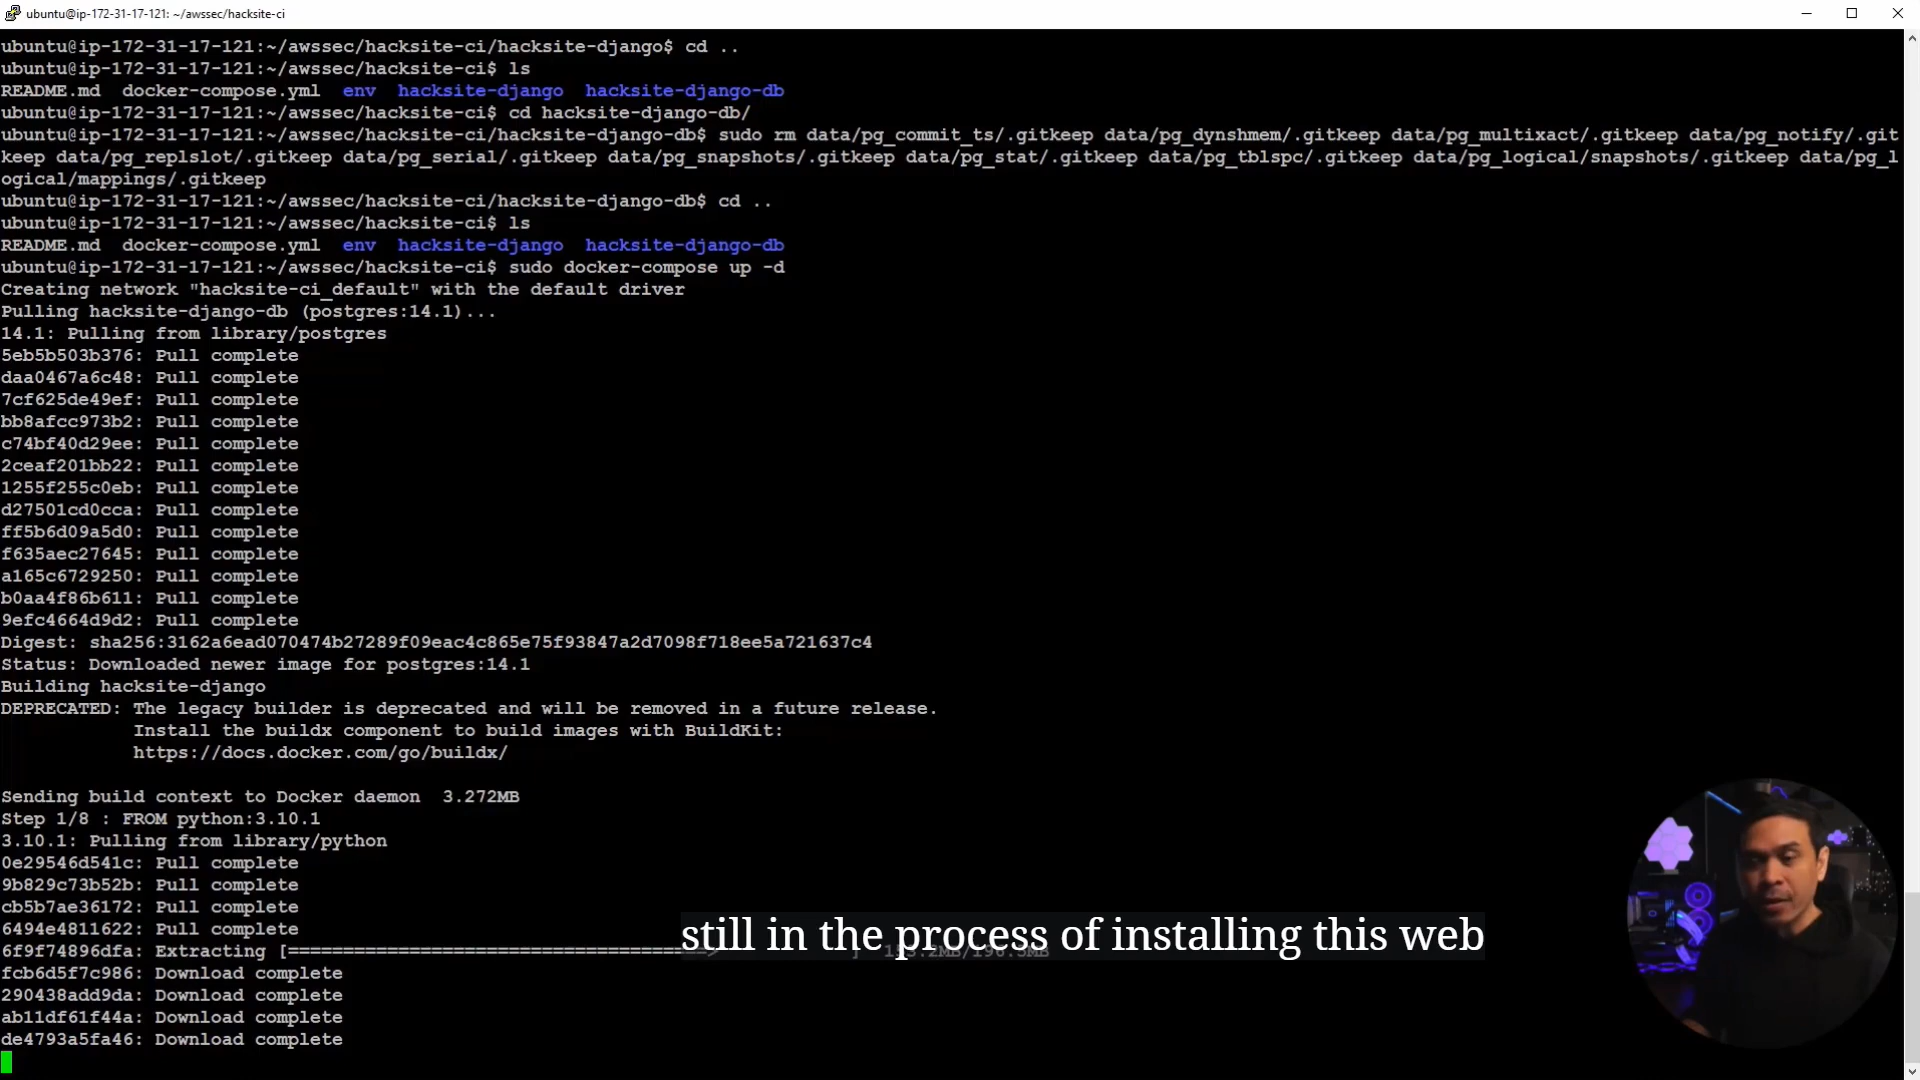 ubuntu@ip-172-31-17-121: ~/awssec/hacksite-ci
ubuntu@ip-172-31-17-121:~/awssec/hacksite-ci/hacksite-django$ cd ..
ubuntu@ip-172-31-17-121:~/awssec/hacksite-ci$ ls
README.md  docker-compose.yml  env  hacksite-django  hacksite-django-db
ubuntu@ip-172-31-17-121:~/awssec/hacksite-ci$ cd hacksite-django-db/
ubuntu@ip-172-31-17-121:~/awssec/hacksite-ci/hacksite-django-db$ sudo rm data/pg_commit_ts/.gitkeep data/pg_dynshmem/.gitkeep data/pg_multixact/.gitkeep data/pg_notify/.git
keep data/pg_replslot/.gitkeep data/pg_serial/.gitkeep data/pg_snapshots/.gitkeep data/pg_stat/.gitkeep data/pg_tblspc/.gitkeep data/pg_logical/snapshots/.gitkeep data/pg_l
ogical/mappings/.gitkeep
ubuntu@ip-172-31-17-121:~/awssec/hacksite-ci/hacksite-django-db$ cd ..
ubuntu@ip-172-31-17-121:~/awssec/hacksite-ci$ ls
README.md  docker-compose.yml  env  hacksite-django  hacksite-django-db
ubuntu@ip-172-31-17-121:~/awssec/hacksite-ci$ sudo docker-compose up -d
Creating network "hacksite-ci_default" with the default driver
Pulling hacksite-django-db (postgres:14.1)...
14.1: Pulling from library/postgres
5eb5b503b376: Pull complete
daa0467a6c48: Pull complete
7cf625de49ef: Pull complete
bb8afcc973b2: Pull complete
c74bf40d29ee: Pull complete
2ceaf201bb22: Pull complete
1255f255c0eb: Pull complete
d27501cd0cca: Pull complete
ff5b6d09a5d0: Pull complete
f635aec27645: Pull complete
a165c6729250: Pull complete
b0aa4f86b611: Pull complete
9efc4664d9d2: Pull complete
Digest: sha256:3162a6ead070474b27289f09eac4c865e75f93847a2d7098f718ee5a721637c4
Status: Downloaded newer image for postgres:14.1
Building hacksite-django
DEPRECATED: The legacy builder is deprecated and will be removed in a future release.
Install the buildx component to build images with BuildKit:
https://docs.docker.com/go/buildx/
Sending build context to Docker daemon  3.272MB
Step 1/8 : FROM python:3.10.1
3.10.1: Pulling from library/python
0e29546d541c: Pull complete
9b829c73b52b: Pull complete
cb5b7ae36172: Pull complete
6494e4811622: Pull complete
6f9f74896dfa: Extracting [======================================>             ]
still in the process of installing this web
fcb6d5f7c986: Download complete
290438add9da: Download complete
ab11df61f44a: Download complete
de4793a5fa46: Download complete